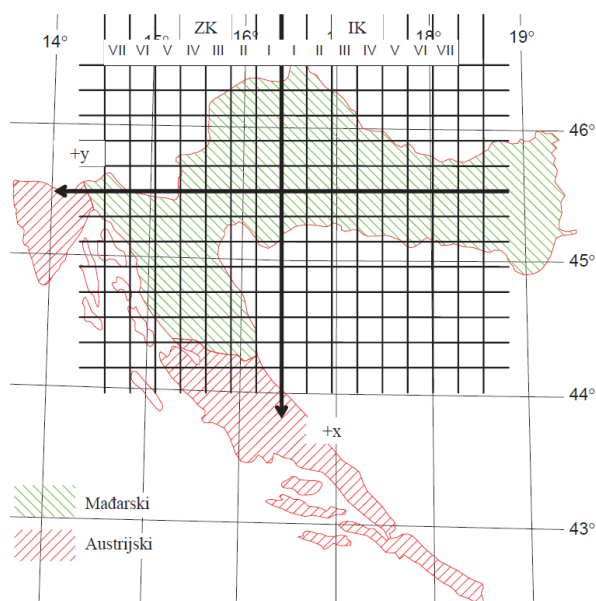 ZK IK
14° 15° 16° 18° 19°
VII VI V IV III II I I II III IV V VI VII
46°
+y
45°
44°
+x
Mađarski
43°
Austrijski